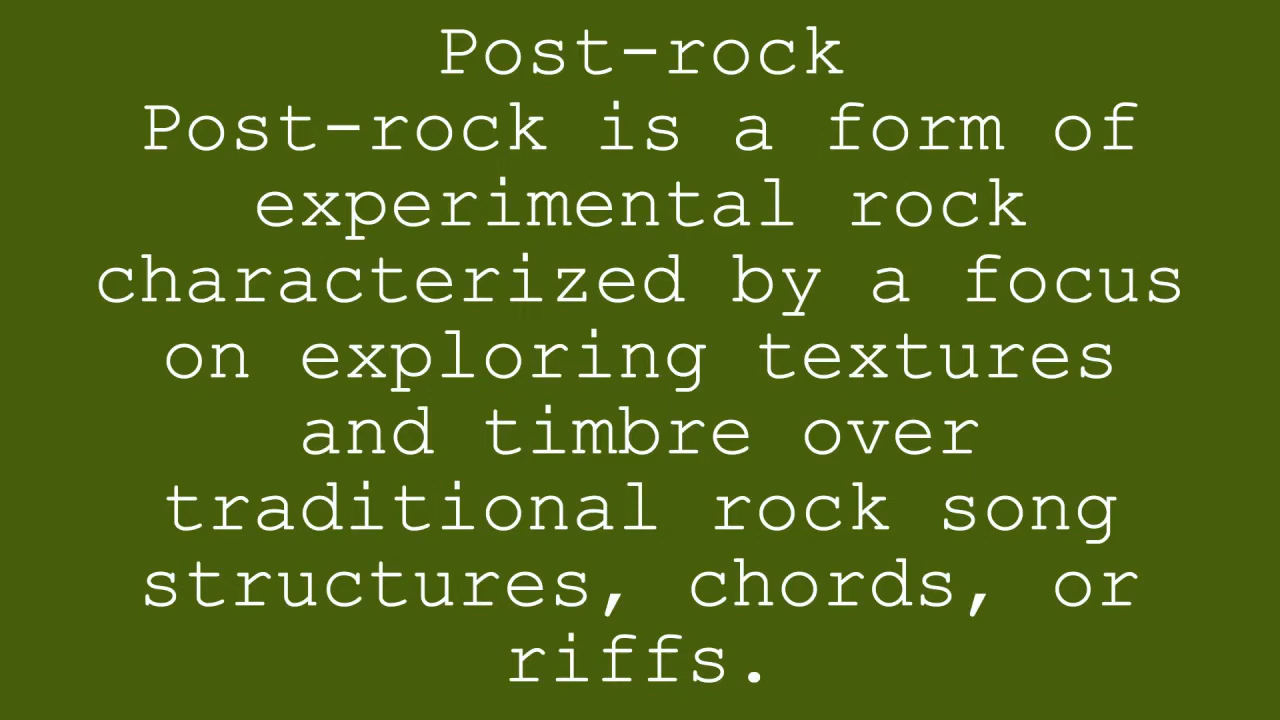 Post-rock
Post-rock is a form of
experimental rock
characterized by a focus
on exploring textures
and timbre over
traditional rock song
structures, chords, or
riffs.